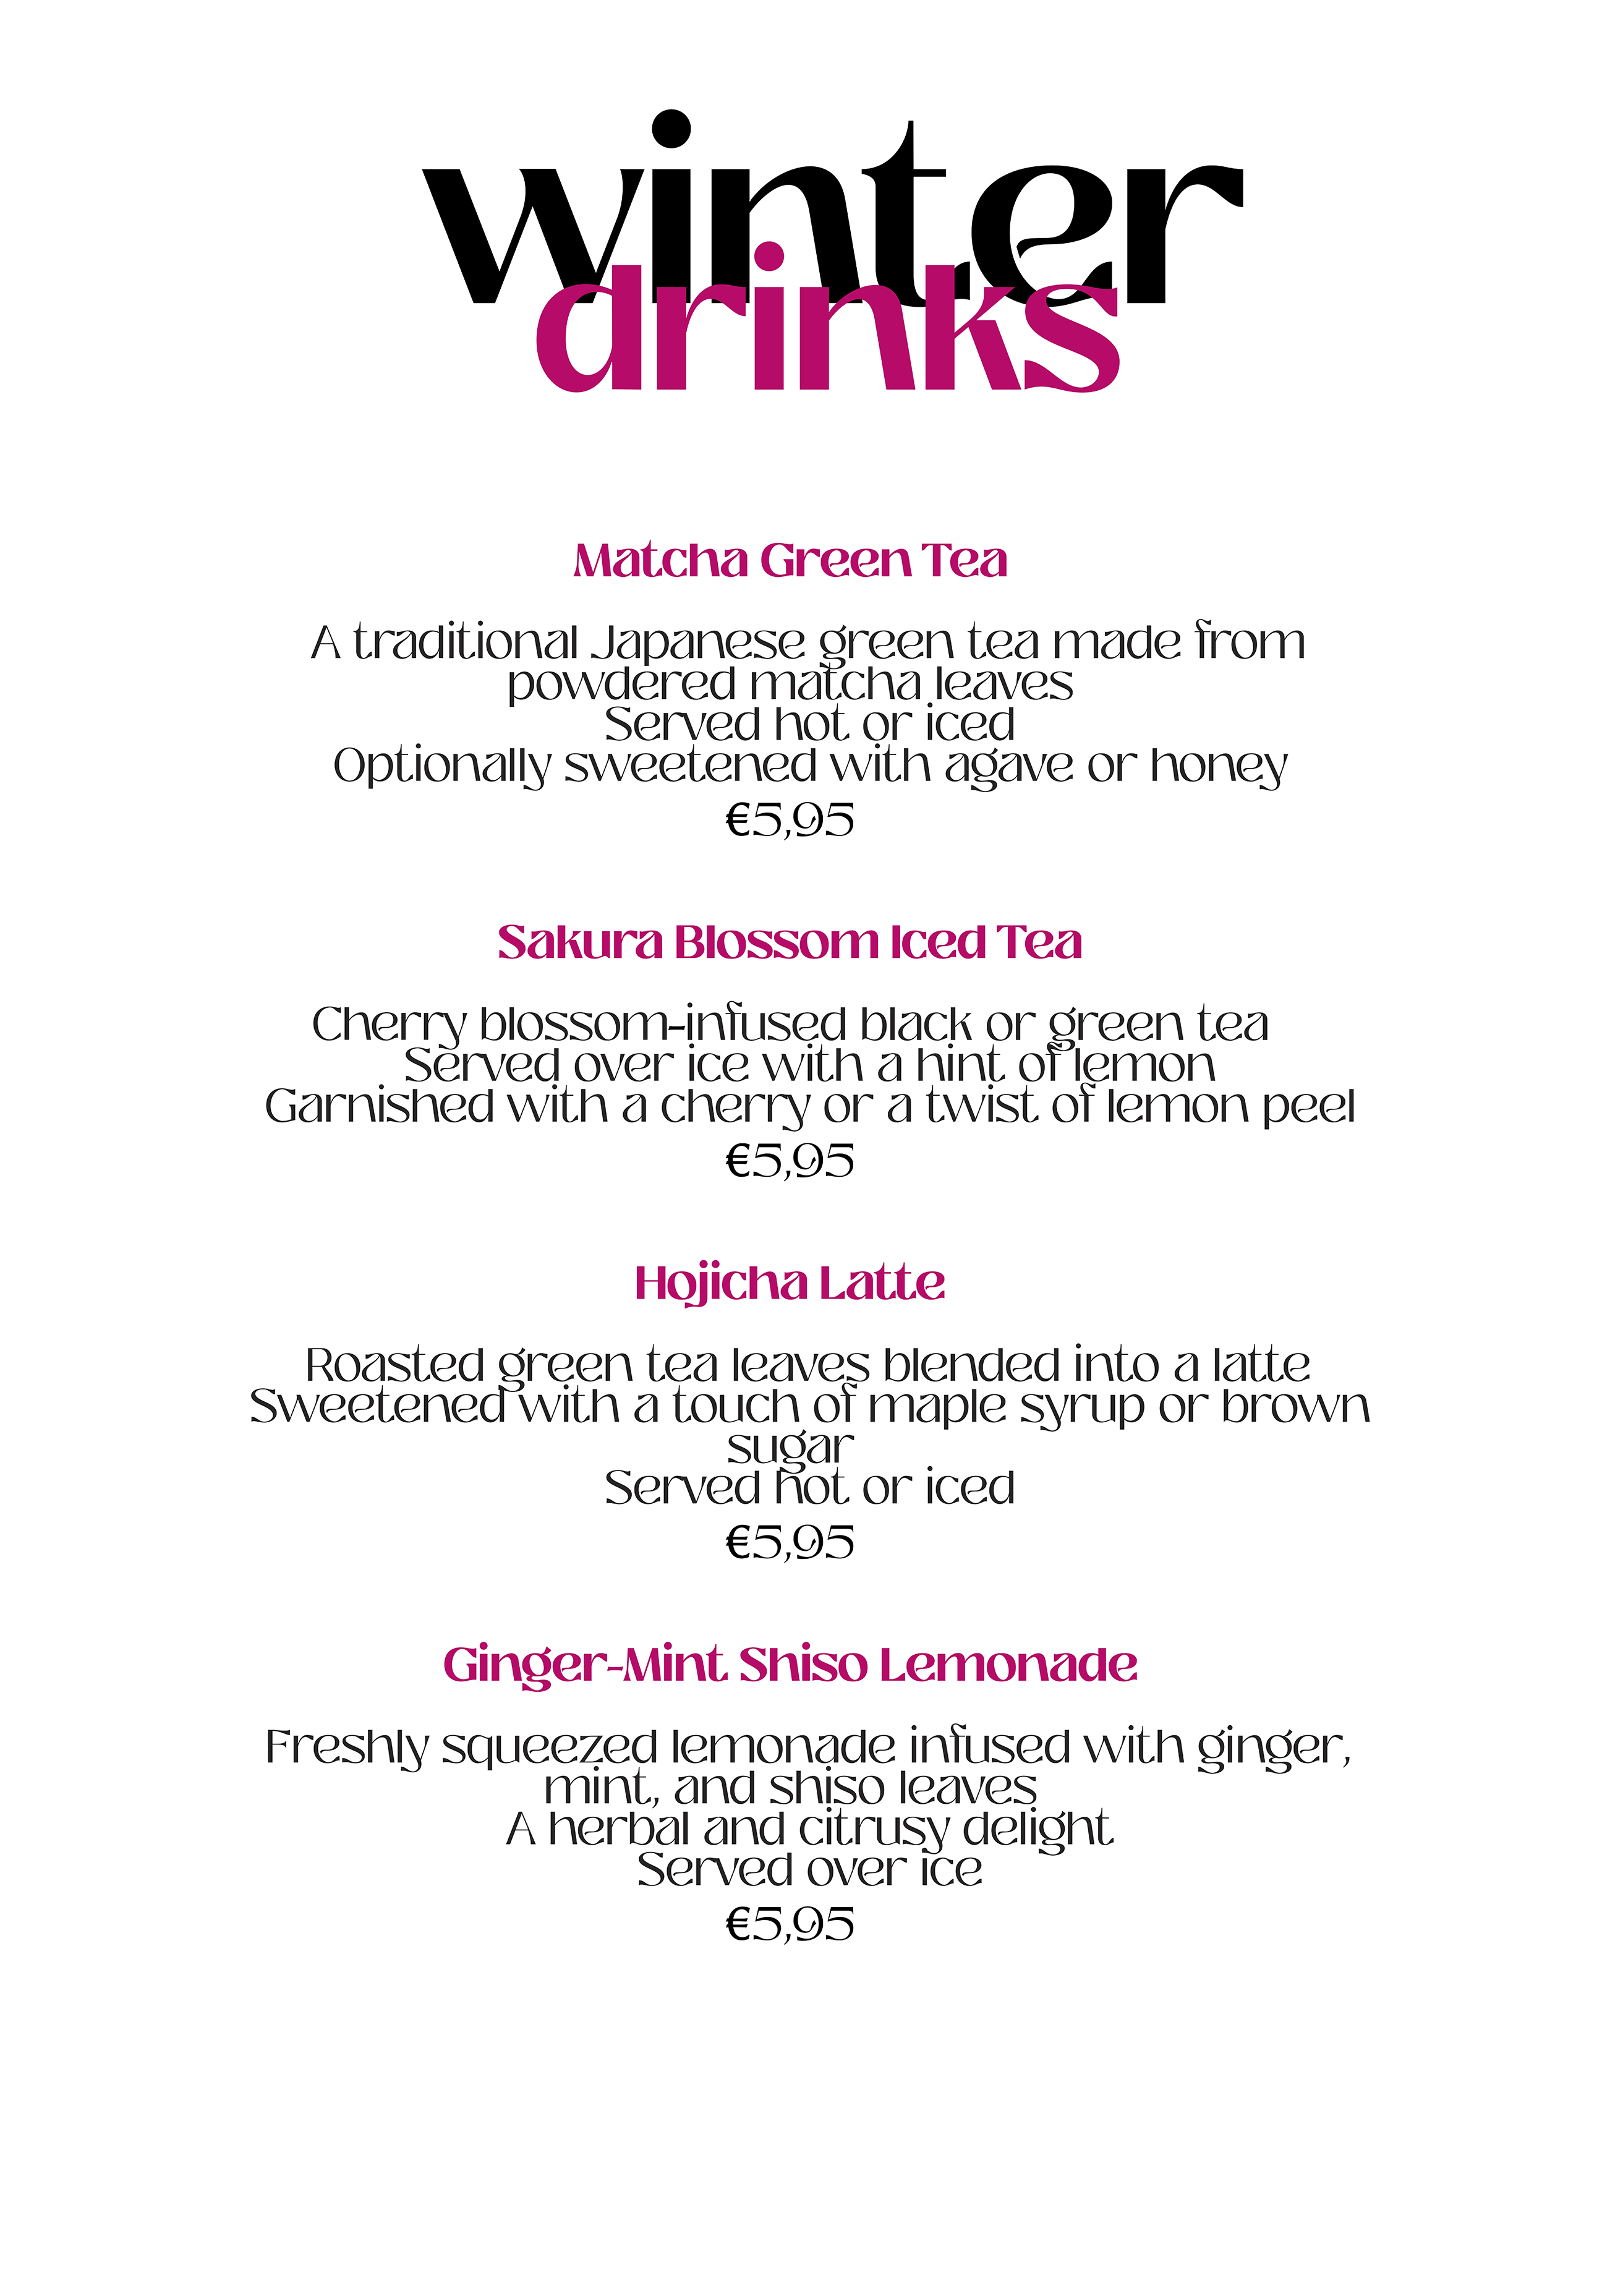 winter
drinks
Matcha Green Tea
A traditional Japanese green tea made from
powdered matcha leaves
Served hot or iced
Optionally sweetened with agave or honey
€5,95
Sakura Blossom Iced Tea
Cherry blossom-infused black or green tea
Served over ice with a hint of lemon
Garnished with a cherry or a twist of lemon peel
€5,95
Hojicha Latte
Roasted green tea leaves blended into a latte
Sweetened with a touch of maple syrup or brown
sugar
Served hot or iced
€5,95
Ginger-Mint Shiso Lemonade
Freshly squeezed lemonade infused with ginger,
mint, and shiso leaves
A herbal and citrusy delight
Served over ice
€5,95